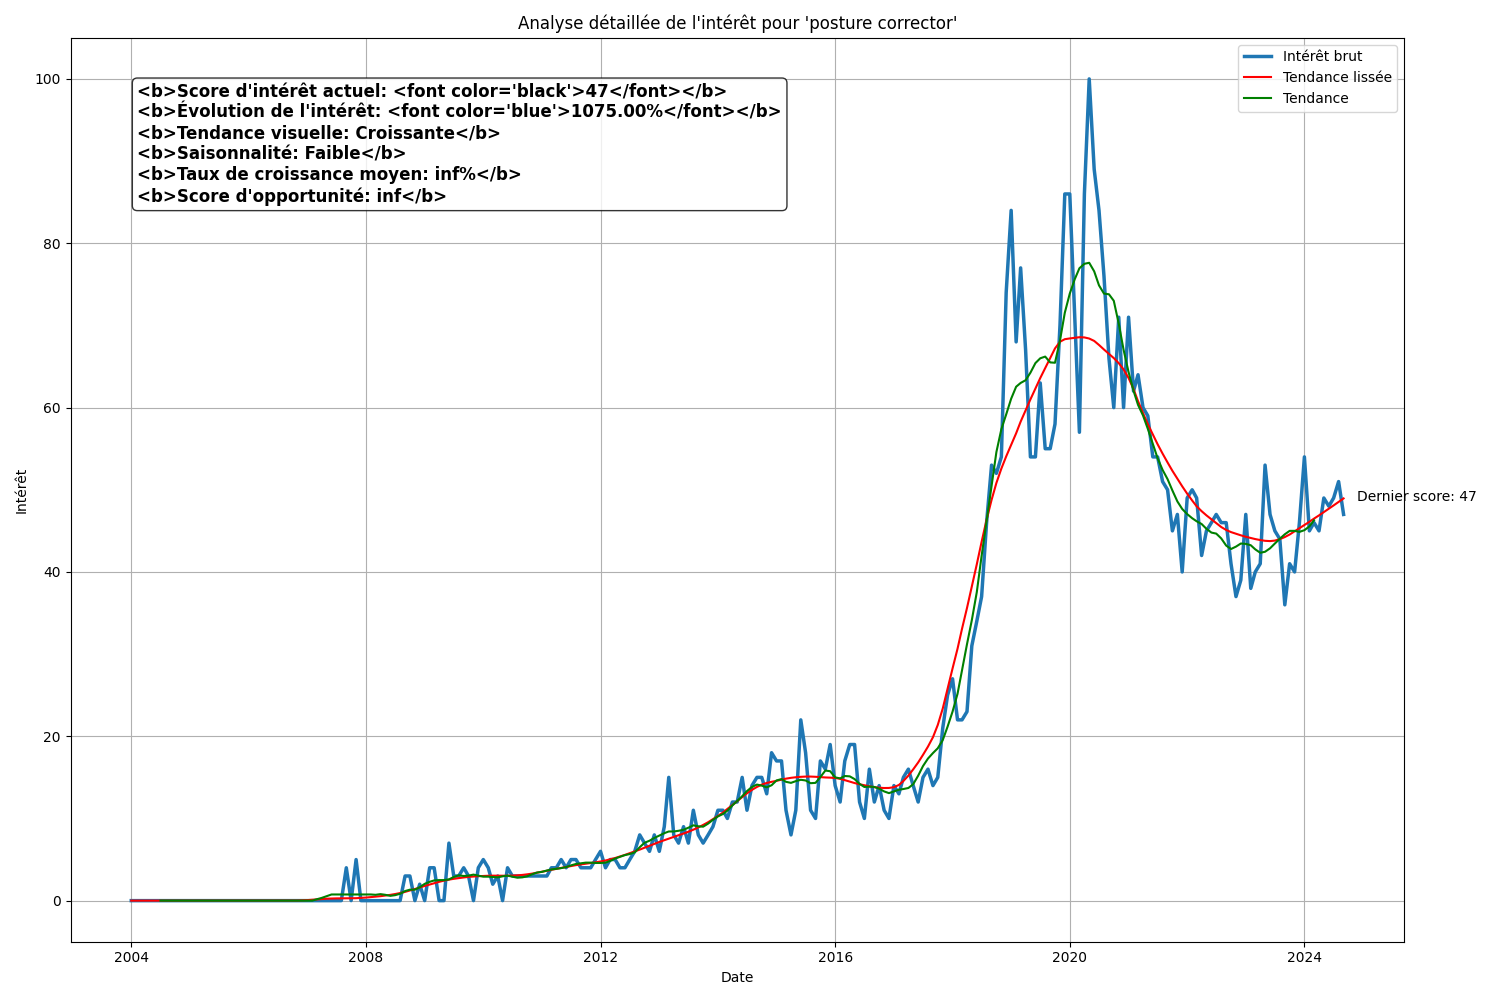 Analyse détaillée de l'intérêt pour 'posture corrector'
Intérêt brut
Tendance lissée
Tendance
<b>Score d'intérêt actuel: <font color='black'>47</font></b>
<b>Évolution de l'intérêt: <font color='blue'>1075.00%</font></b>
<b>Tendance visuelle: Croissante</b>
<b>Saisonnalité: Faible</b>
<b>Taux de croissance moyen: inf%</b>
<b>Score d'opportunité: inf</b>
100
80
60
40
20
0
Intérêt
Dernier score: 47
2004 2008 2012 2016 2020 2024
Date